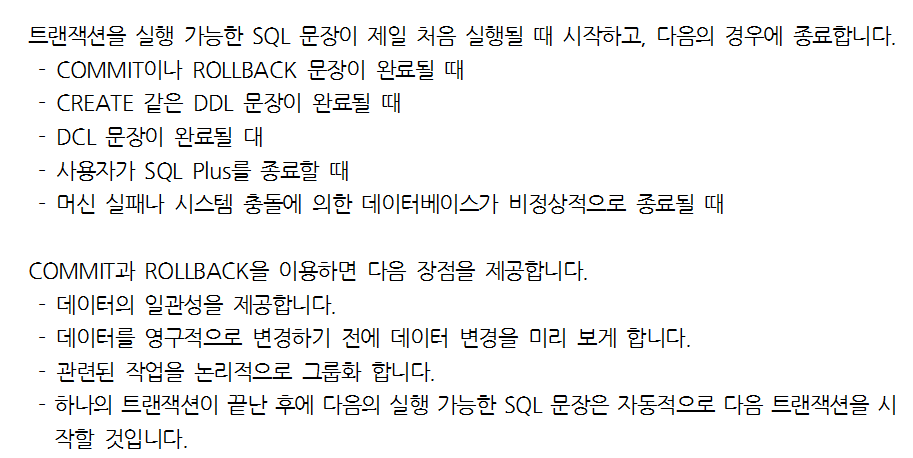 트랜잭션을 실행 가능한 SQL 문장이 제일 처음 실행될 때 시작하고, 다음의 경우에 종료합니다.
- COMMIT이나 ROLLBACK 문장이 완료될 때
- CREATE 같은 DDL 문장이 완료될 때
- DCL 문장이 완료될 대
- 사용자가 SQL Plus를 종료할 때
- 머신 실패나 시스템 충돌에 의한 데이터베이스가 비정상적으로 종료될 때
COMMIT과 ROLLBACK을 이용하면 다음 장점을 제공합니다.
- 데이터의 일관성을 제공합니다.
- 데이터를 영구적으로 변경하기 전에 데이터 변경을 미리 보게 합니다.
- 관련된 작업을 논리적으로 그룹화 합니다.
- 하나의 트랜잭션이 끝난 후에 다음의 실행 가능한 SQL 문장은 자동적으로 다음 트랜잭션을 시
작할 것입니다.